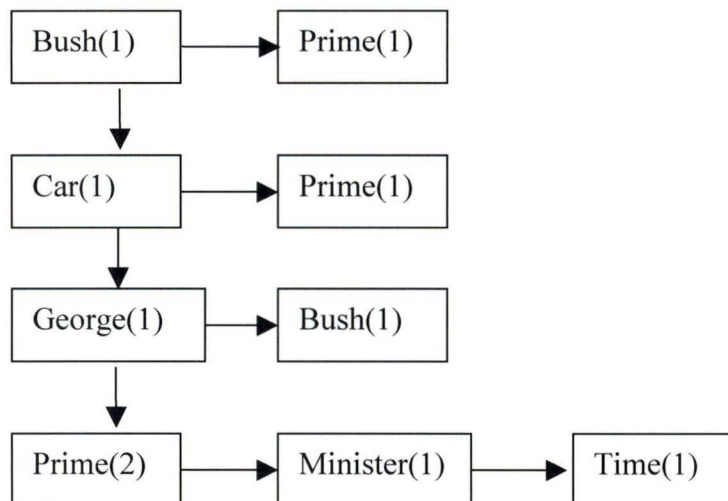 Bush(1) Prime(1)
Car(1) Prime(1)
George(1) Bush(1)
Prime(2) Minister(1) Time(1)